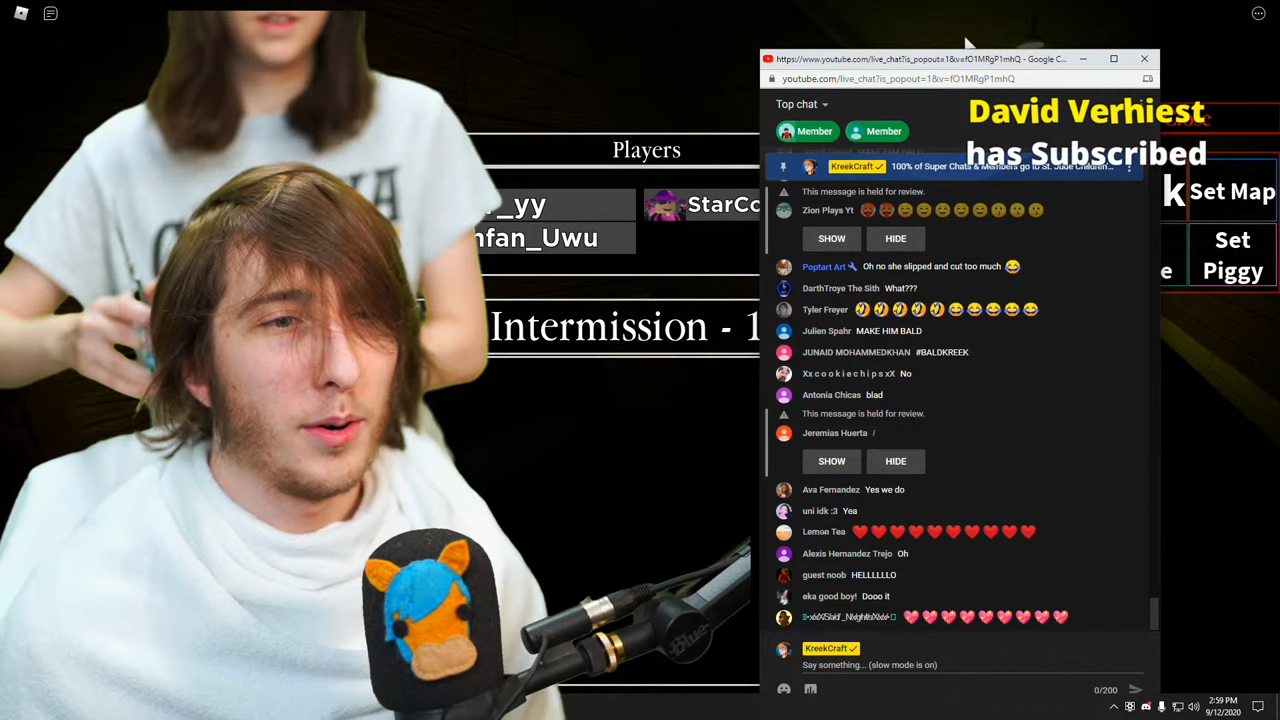 https://www.youtube.com/live_chat?is_popout=1&v=fO1MRgP1mhQ - Google C...
youtube.com/live_chat?is_popout=1&v=fO1MRgP1mhQ
Top chat
David Verhiest
has Subscribed
Member
Member
KreekCraft 100% of Super Chats & Members go to St. Jude Children...
This message is held for review.
Zion Plays Yt
SHOW HIDE
Poptart Art Oh no she slipped and cut too much 😂
DarthTroye The Sith What???
Tyler Freyer 🤣🤣🤣🤣🤣😂😂😂😂😂
Julien Spahr MAKE HIM BALD
JUNAID MOHAMMEDKHAN #BALDKREEK
Xx c o o k i e c h i p s xX No
Antonia Chicas blad
This message is held for review.
Jeremias Huerta /
SHOW HIDE
Ava Fernandez Yes we do
uni idk :3 Yea
Lemon Tea ❤️❤️❤️❤️❤️❤️❤️❤️❤️❤️
Alexis Hernandez Trejo Oh
guest noob HELLLLLLO
eka good boy! Dooo it
💖💖💖💖💖💖💖💖💖
KreekCraft
Say something... (slow mode is on)
0/200
Players
_yy
StarCo
nfan_Uwu
Intermission - 1
Set Map
Set
Piggy
2:59 PM
9/12/2020
Blue